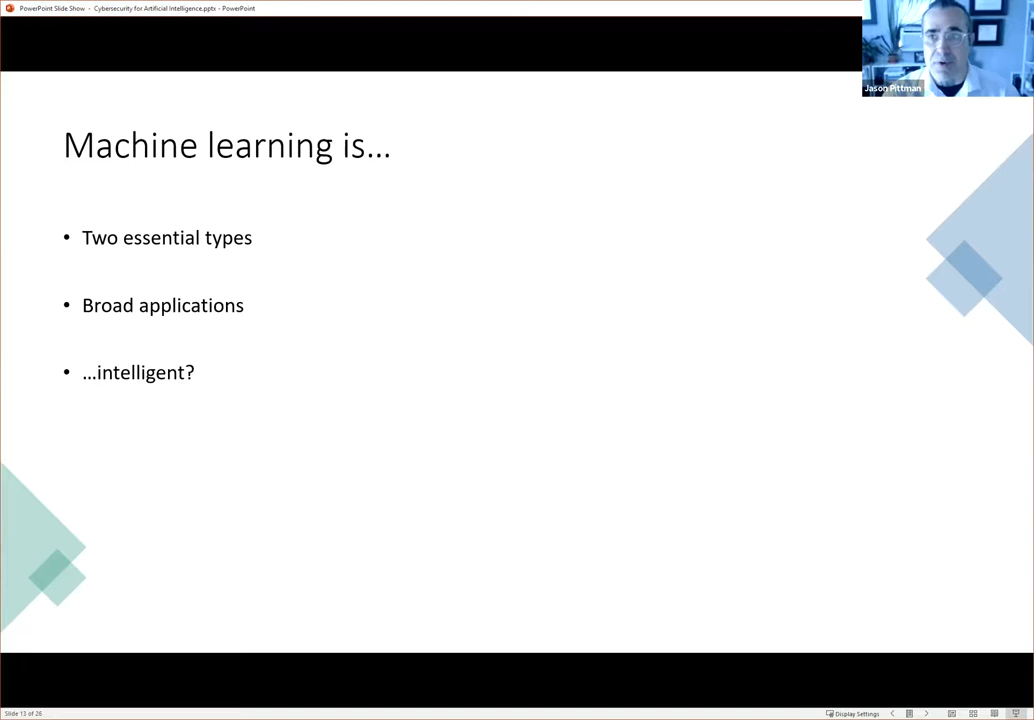 PowerPoint Slide Show - Cybersecurity for Artificial Intelligence.pptx - PowerPoint
Jason Pittman
Machine learning is...
• Two essential types
• Broad applications
• ...intelligent?
Slide 13 of 26
Display Settings